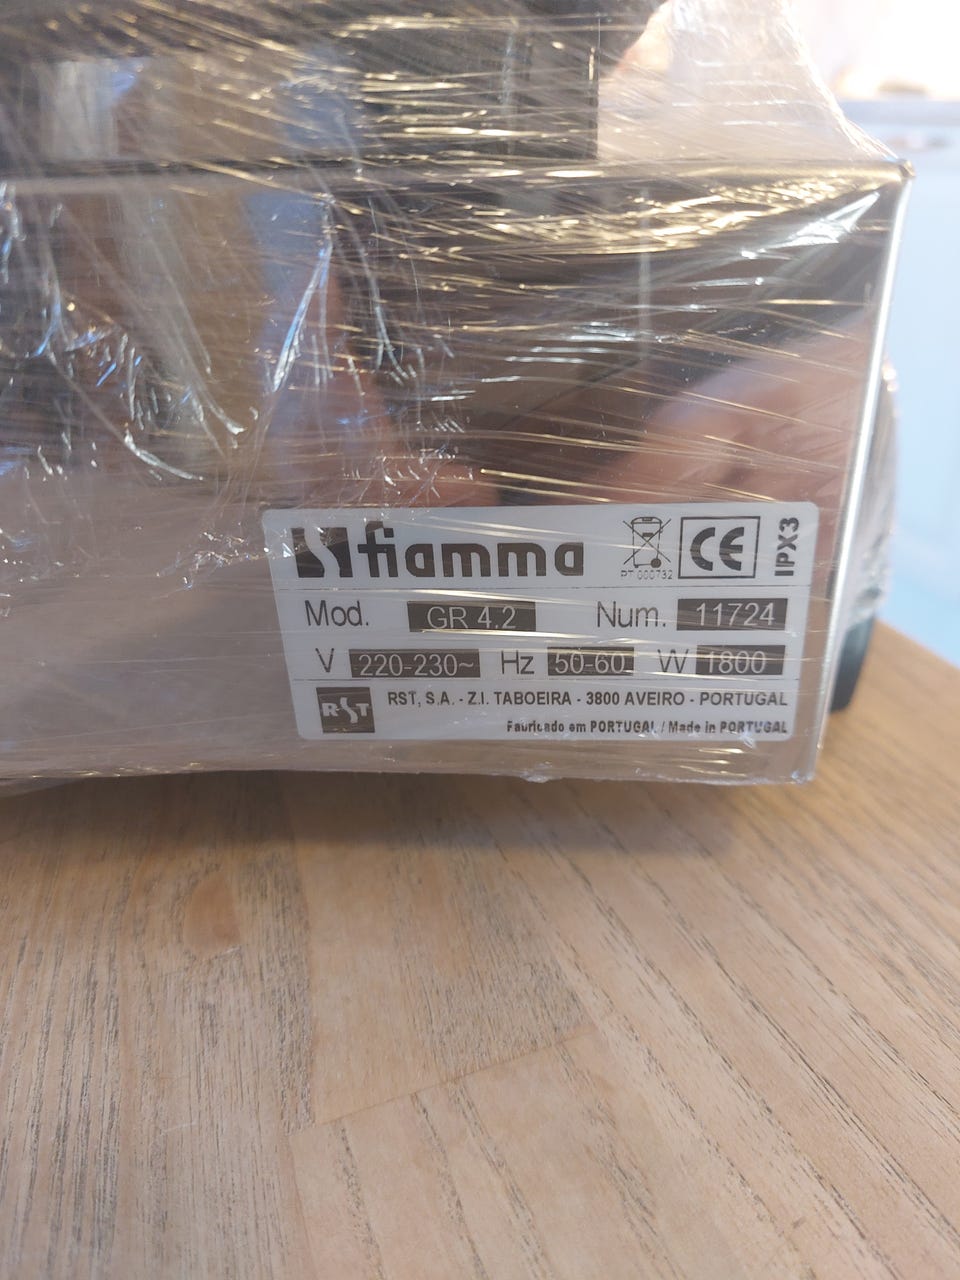 fiamma
PT 000732
CE
IPX3
Mod. GR 4.2 Num. 11724
V 220-230~ Hz 50-60 W 1800
RST
RST, S.A. - Z.I. TABOEIRA - 3800 AVEIRO - PORTUGAL
Fabricado em PORTUGAL / Made in PORTUGAL